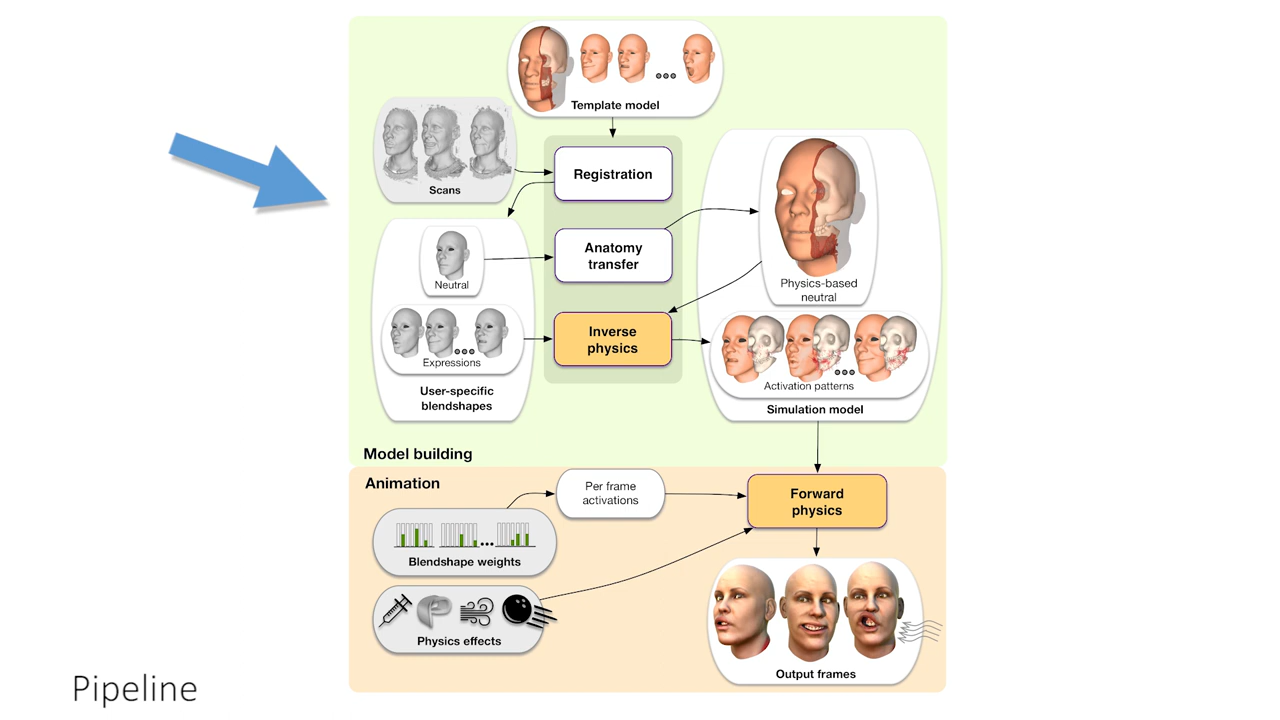 Template model
Scans
Registration
Neutral
Anatomy
transfer
Physics-based
neutral
Expressions
Inverse
physics
Activation patterns
User-specific
blendshapes
Simulation model
Model building
Animation
Per frame
activations
Forward
physics
Blendshape weights
Physics effects
Output frames
Pipeline